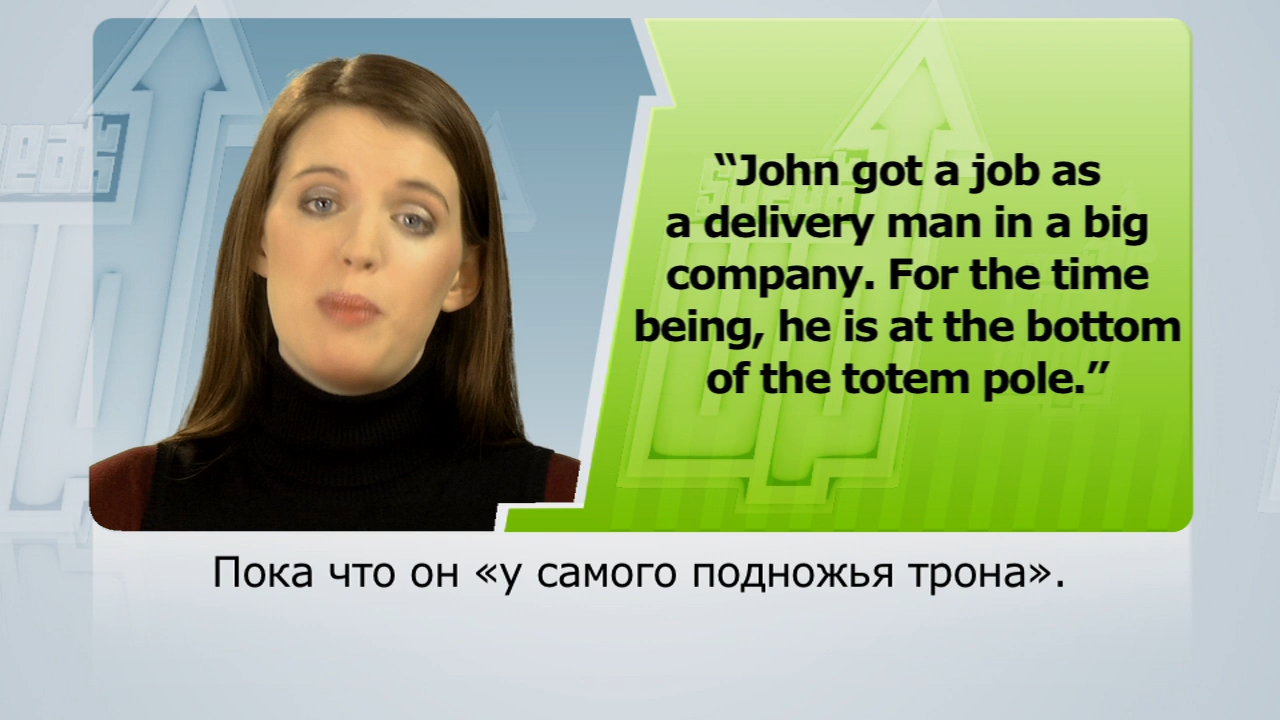 “John got a job as
a delivery man in a big
company. For the time
being, he is at the bottom
of the totem pole.”
Пока что он «у самого подножья трона».